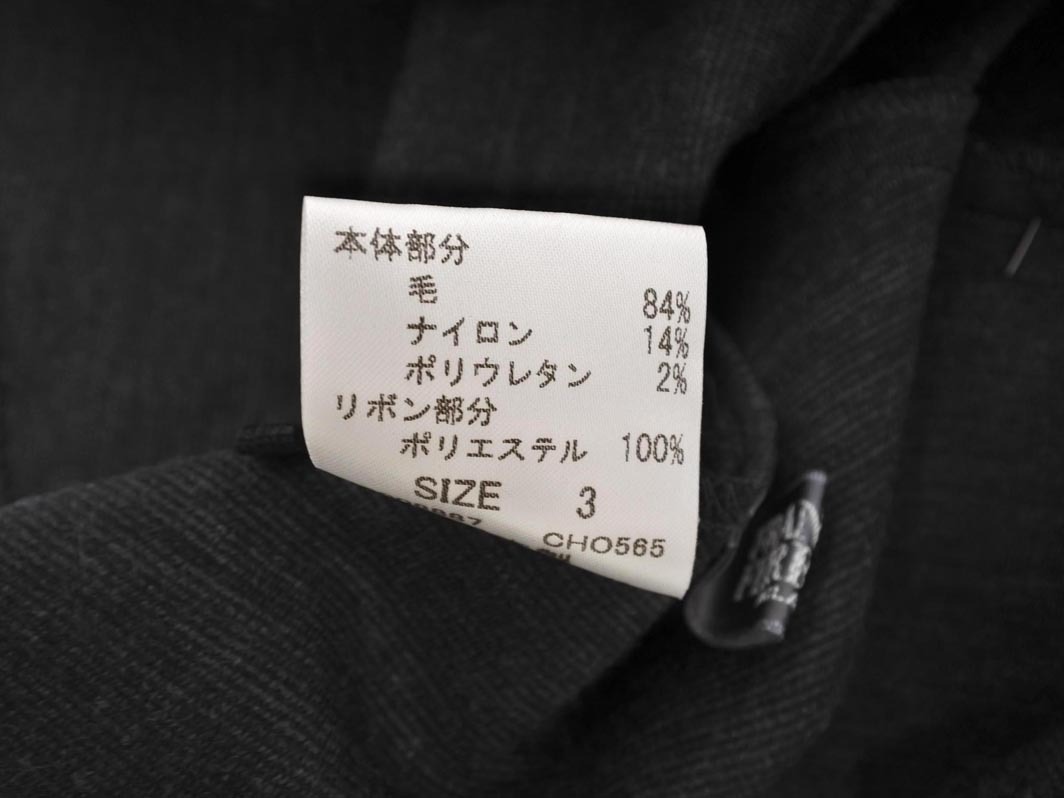 本体部分
毛 84%
ナイロン 14%
ポリウレタン 2%
リボン部分
ポリエステル 100%
SIZE 3
CHO565